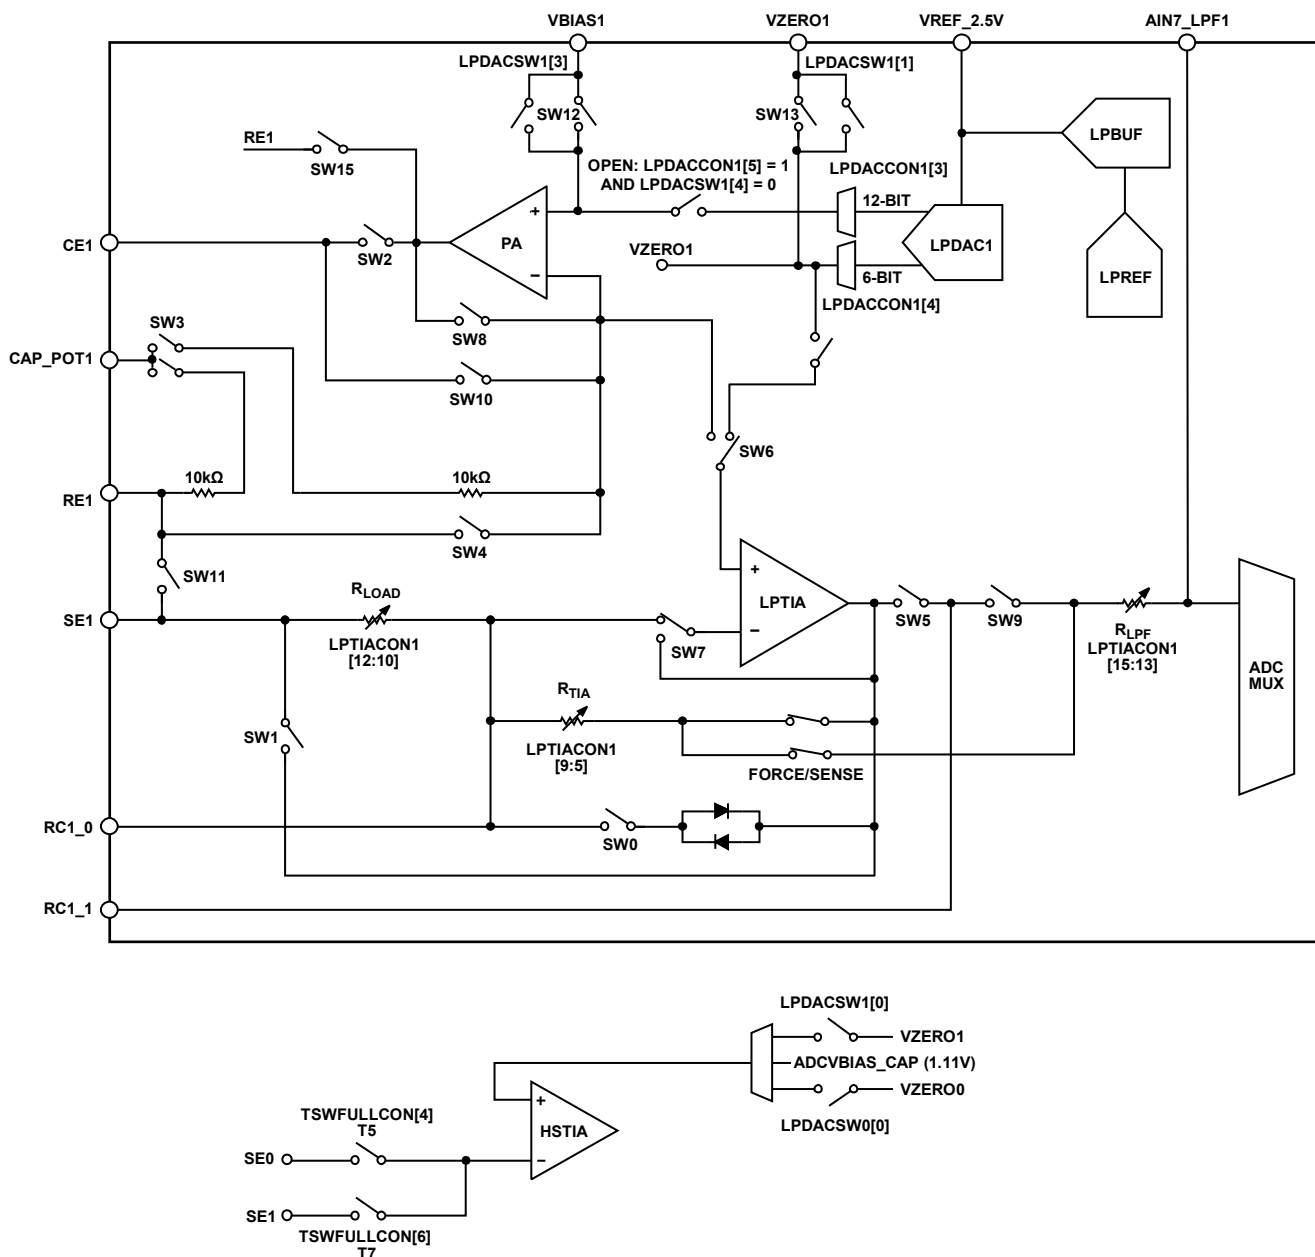 VBIAS1
VZERO1
VREF_2.5V
AIN7_LPF1
LPDACSW1[3]
LPDACSW1[1]
SW12
SW13
LPBUF
RE1
SW15
OPEN: LPDACCON1[5] = 1
AND LPDACSW1[4] = 0
LPDACCON1[3]
12-BIT
+
PA
–
CE1
SW2
VZERO1
6-BIT
LPDAC1
LPREF
LPDACCON1[4]
SW8
SW3
CAP_POT1
SW10
SW6
10kΩ
10kΩ
RE1
SW4
SW11
+
LPTIA
–
RLOAD
SE1
LPTIACON1
[12:10]
SW7
SW5
SW9
RLPF
LPTIACON1
[15:13]
ADC
MUX
RTIA
LPTIACON1
[9:5]
SW1
FORCE/SENSE
RC1_0
SW0
RC1_1
LPDACSW1[0]
VZERO1
ADCVBIAS_CAP (1.11V)
VZERO0
LPDACSW0[0]
+
HSTIA
–
TSWFULLCON[4]
T5
SE0
SE1
TSWFULLCON[6]
T7